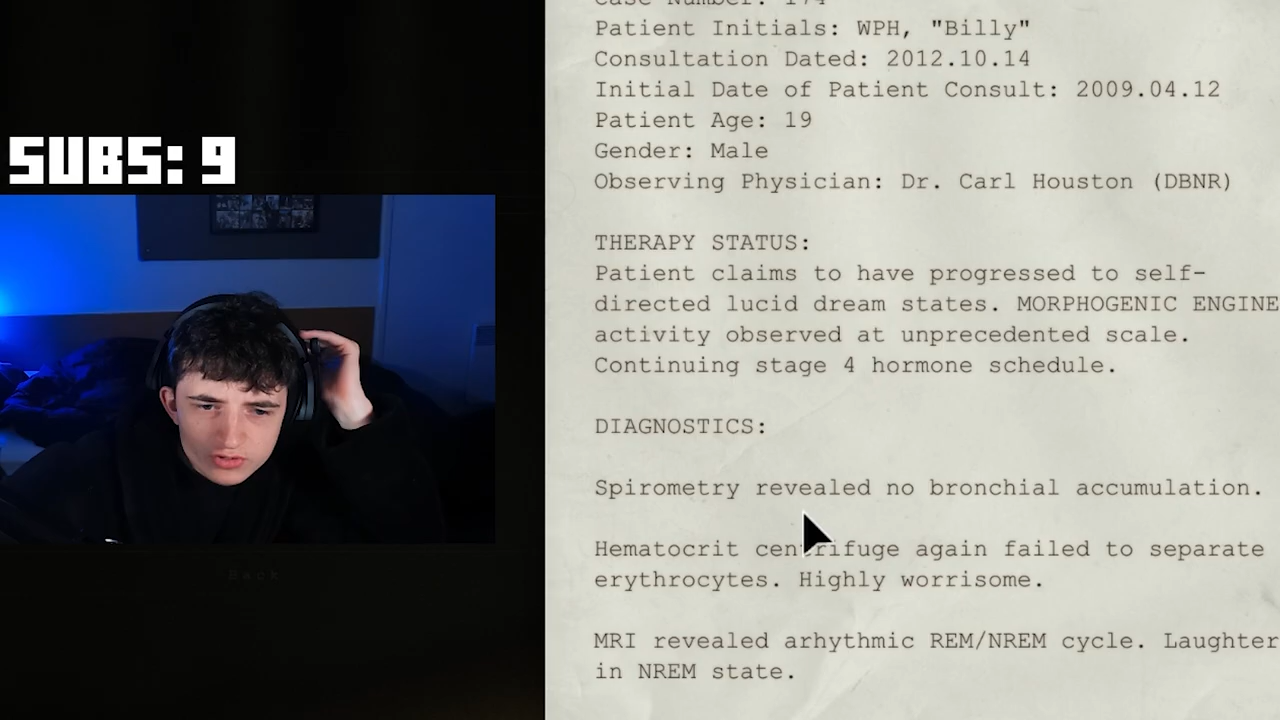 Case Number: 174
Patient Initials: WPH, "Billy"
Consultation Dated: 2012.10.14
Initial Date of Patient Consult: 2009.04.12
Patient Age: 19
Gender: Male
Observing Physician: Dr. Carl Houston (DBNR)
SUBS: 9
THERAPY STATUS:
Patient claims to have progressed to self-
directed lucid dream states. MORPHOGENIC ENGINE
activity observed at unprecedented scale.
Continuing stage 4 hormone schedule.
DIAGNOSTICS:
Spirometry revealed no bronchial accumulation.
Hematocrit centrifuge again failed to separate
erythrocytes. Highly worrisome.
MRI revealed arhythmic REM/NREM cycle. Laughter
in NREM state.
Back